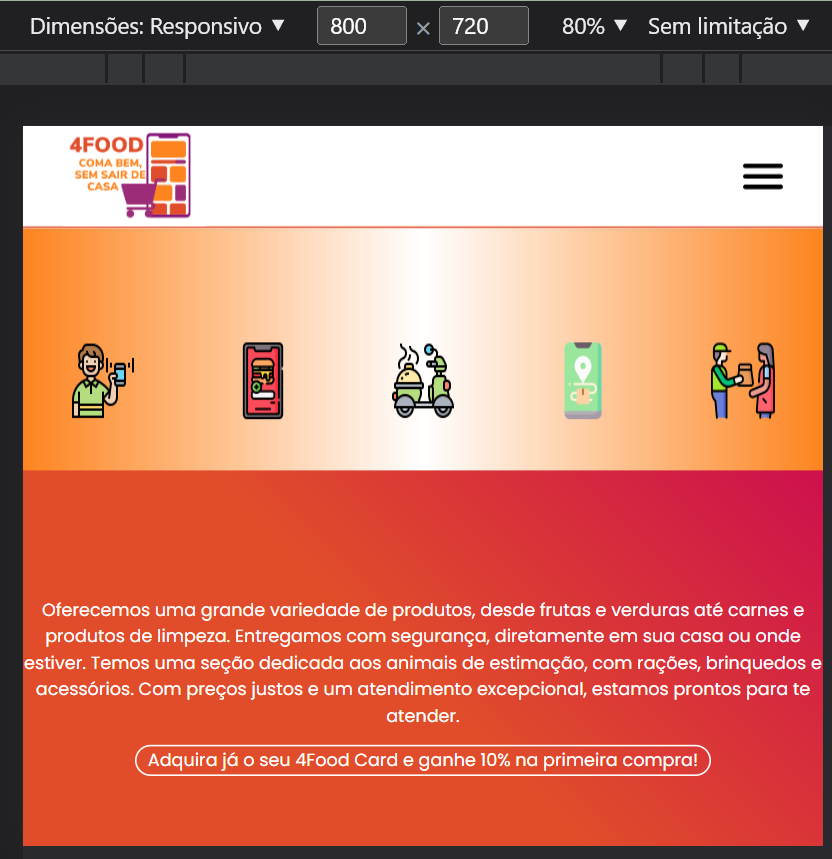 Dimensões: Responsivo ▼ 800 × 720 80% ▼ Sem limitação ▼
4FOOD
COMA BEM,
SEM SAIR DE
CASA
Oferecemos uma grande variedade de produtos, desde frutas e verduras até carnes e
produtos de limpeza. Entregamos com segurança, diretamente em sua casa ou onde
estiver. Temos uma seção dedicada aos animais de estimação, com rações, brinquedos e
acessórios. Com preços justos e um atendimento excepcional, estamos prontos para te
atender.
Adquira já o seu 4Food Card e ganhe 10% na primeira compra!